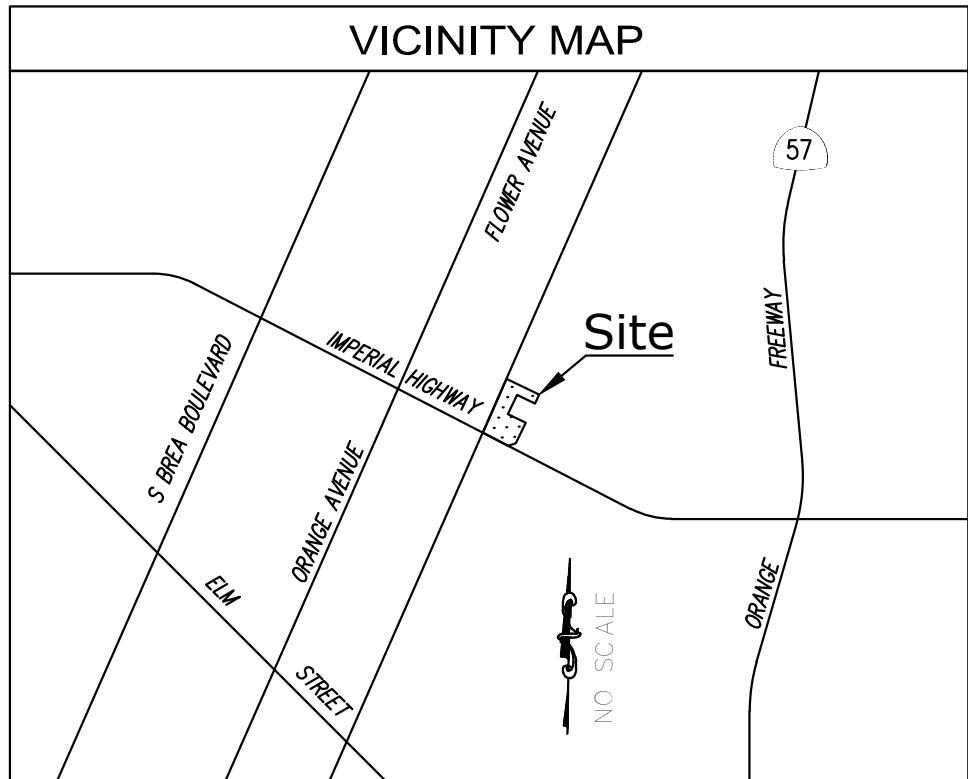 VICINITY MAP
FLOWER AVENUE
57
FREEWAY
Site
IMPERIAL HIGHWAY
S BREA BOULEVARD
ORANGE AVENUE
ELM
STREET
ORANGE
NO SCALE